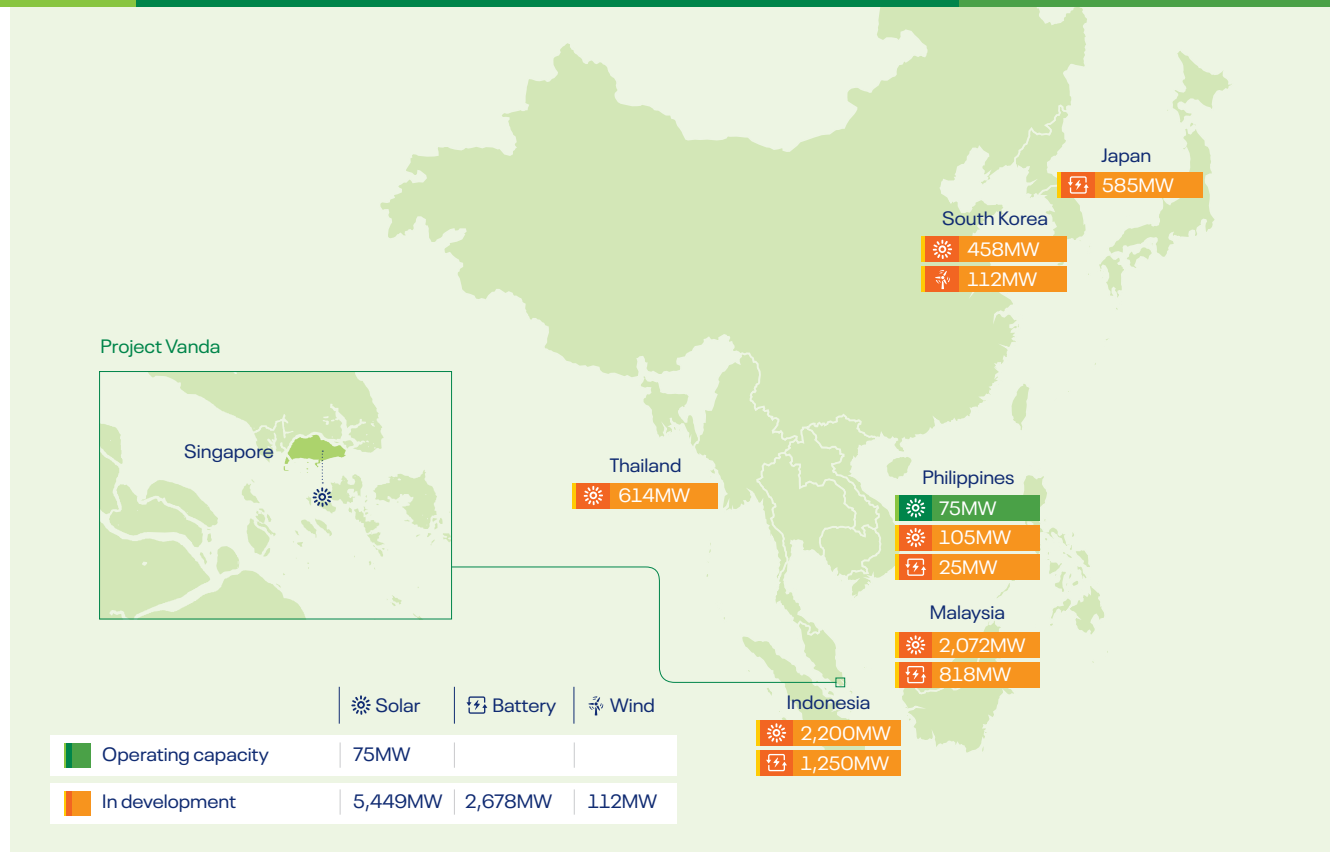 Japan
585MW
South Korea
458MW
112MW
Project Vanda
Singapore
Thailand
614MW
Philippines
75MW
105MW
25MW
Malaysia
2,072MW
818MW
Indonesia
2,200MW
1,250MW
Solar Battery Wind
Operating capacity 75MW
In development 5,449MW 2,678MW 112MW